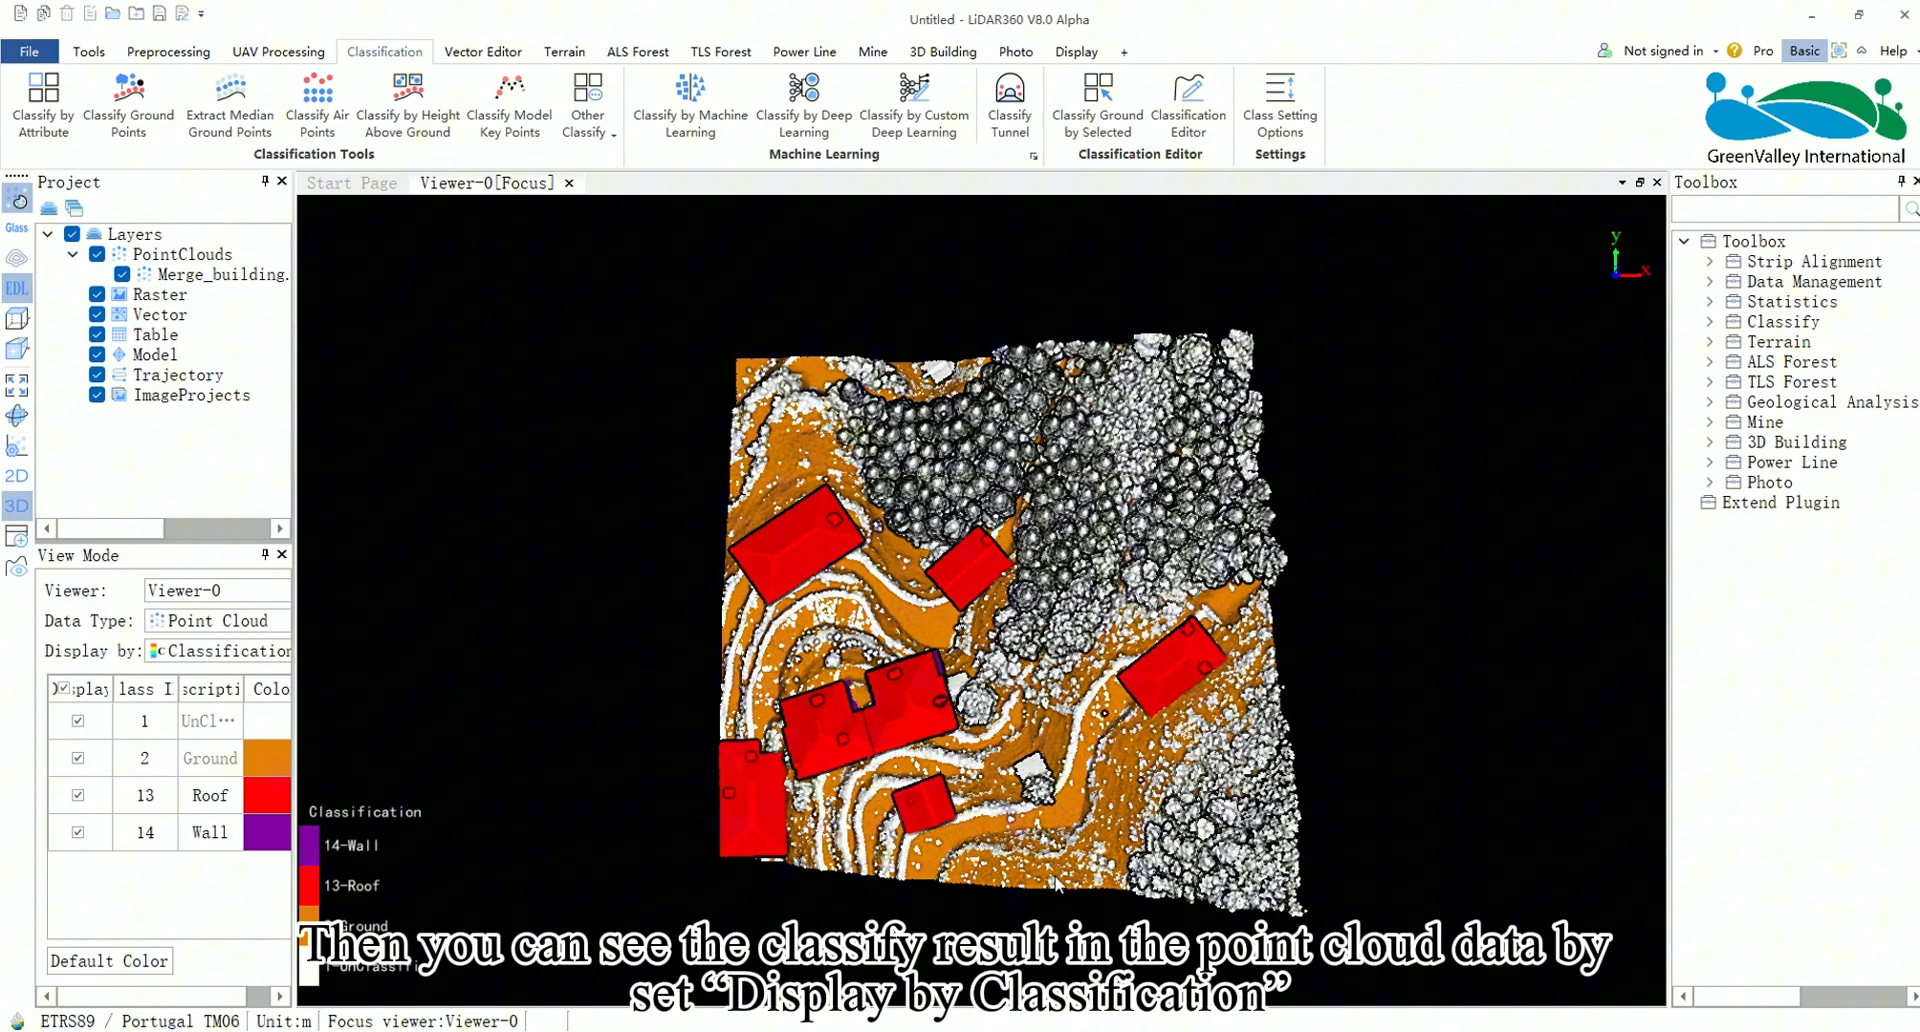 Untitled - LiDAR360 V8.0 Alpha
File Tools Preprocessing UAV Processing Classification Vector Editor Terrain ALS Forest TLS Forest Power Line Mine 3D Building Photo Display + Not signed in Pro Basic Help
Classify by Attribute
Classify Ground Points
Extract Median Ground Points
Classify Air Points
Classify by Height Above Ground
Classify Model Key Points
Other Classify
Classify by Machine Learning
Classify by Deep Learning
Classify by Custom Deep Learning
Classify Tunnel
Classify Ground by Selected
Classification Editor
Class Setting Options
Classification Tools
Machine Learning
Classification Editor
Settings
GreenValley International
Project
Start Page
Viewer-0[Focus]
Toolbox
Glass
EDL
2D
3D
Layers
PointClouds
Merge_building.
Raster
Vector
Table
Model
Trajectory
ImageProjects
View Mode
Viewer: Viewer-0
Data Type: Point Cloud
Display by: Classification
splay lass I scripti Colo
1 UnCl···
2 Ground
13 Roof
14 Wall
Default Color
y
x
Classification
14-Wall
13-Roof
Ground
Then you can see the classify result in the point cloud data by
set “Display by Classification”
Toolbox
Strip Alignment
Data Management
Statistics
Classify
Terrain
ALS Forest
TLS Forest
Geological Analysis
Mine
3D Building
Power Line
Photo
Extend Plugin
ETRS89 / Portugal TM06 Unit:m Focus viewer:Viewer-0